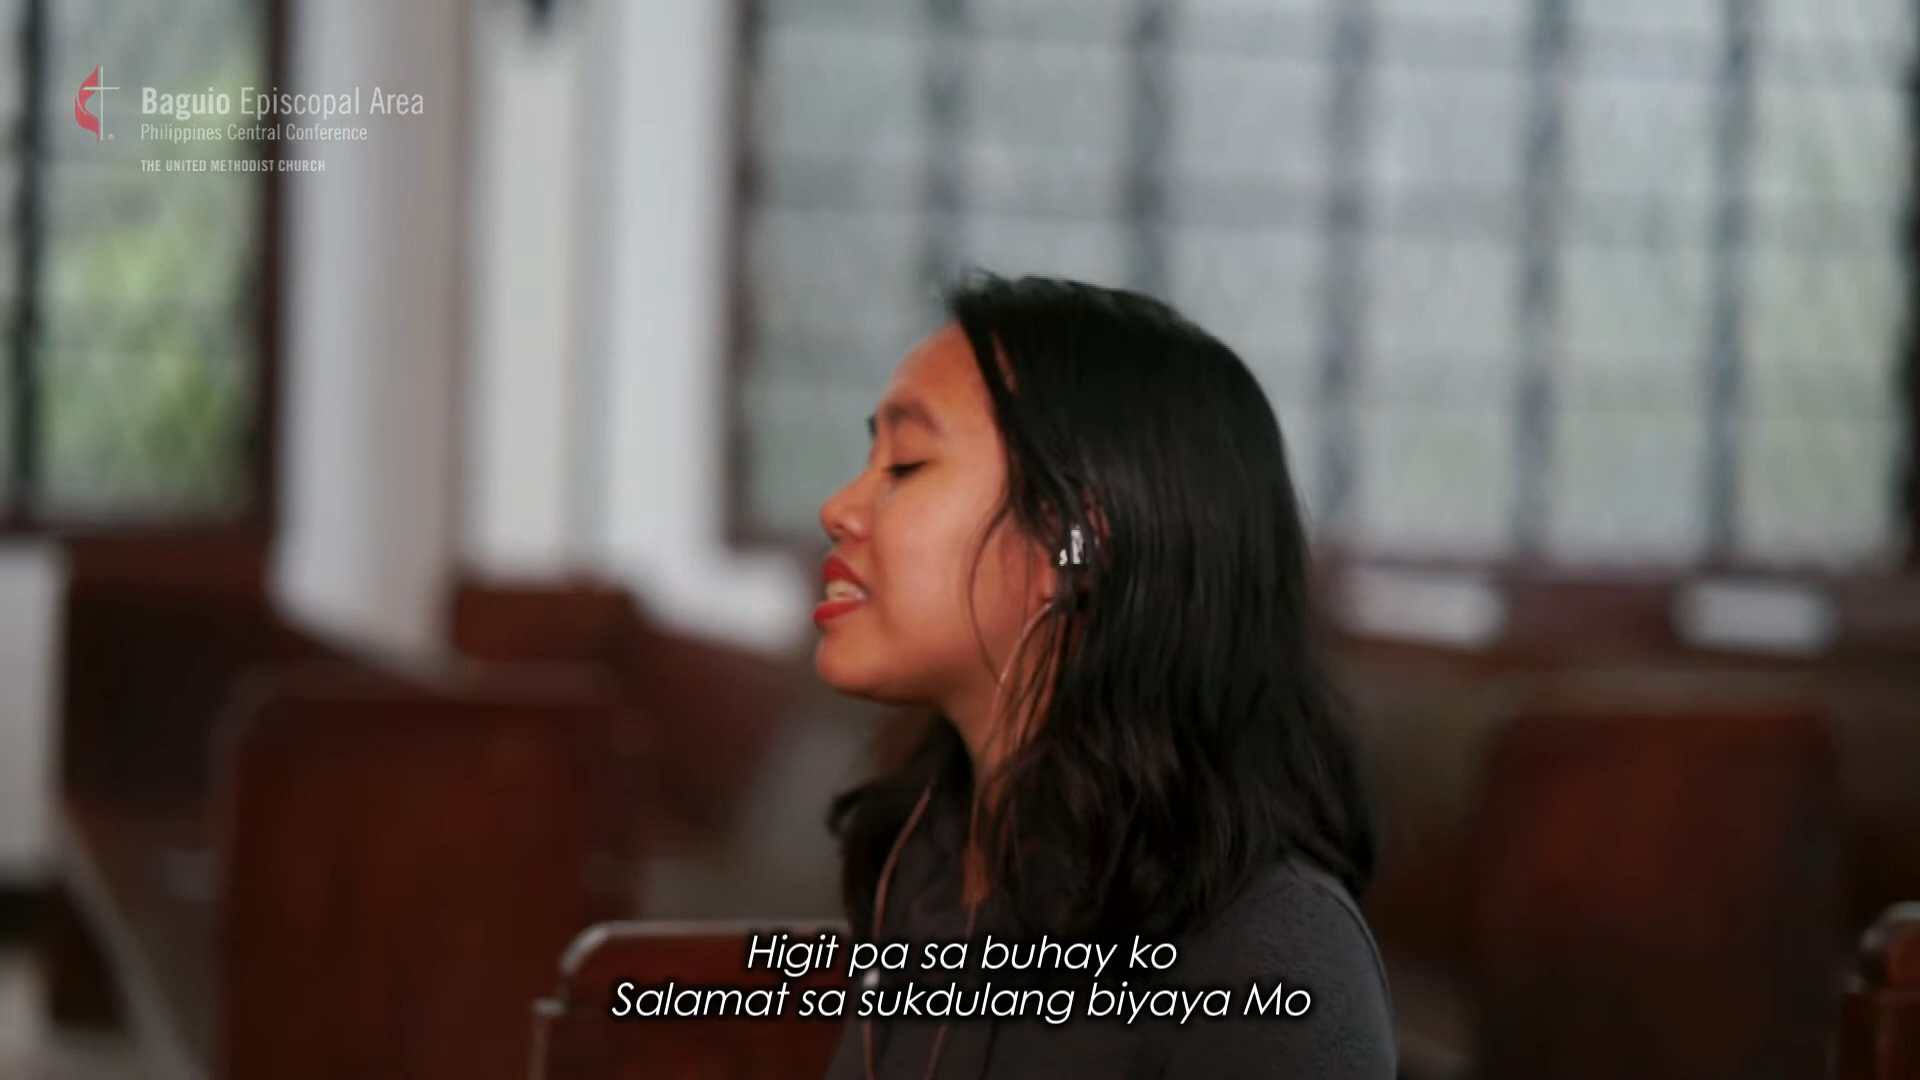 Baguio Episcopal Area
Philippines Central Conference
THE UNITED METHODIST CHURCH
Higit pa sa buhay ko
Salamat sa sukdulang biyaya Mo